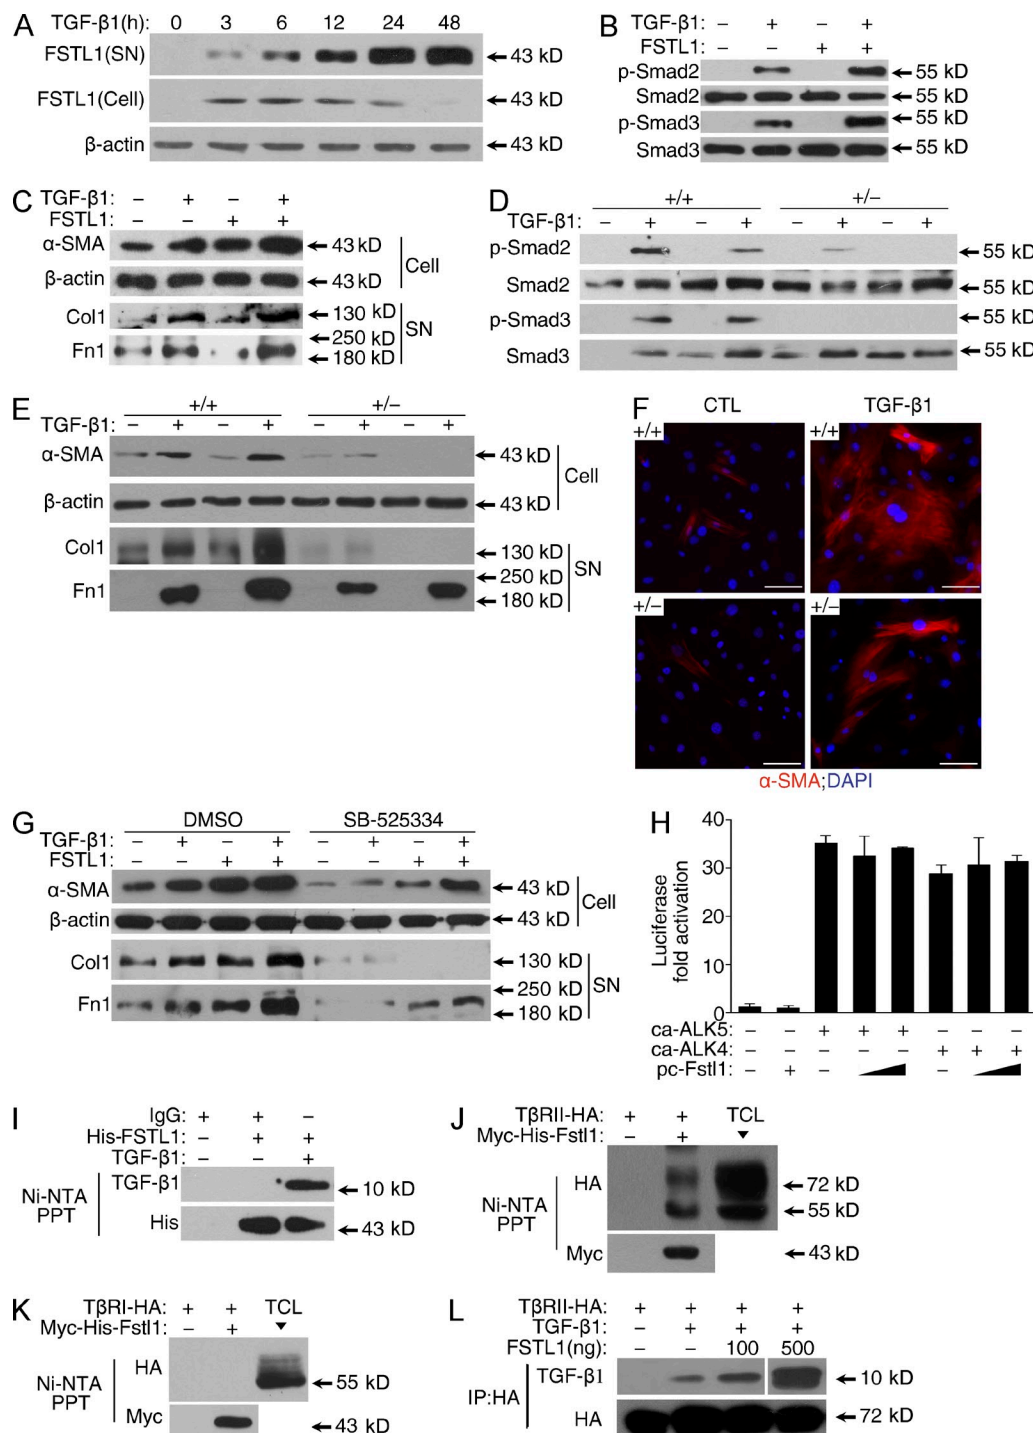 A
TGF-β1(h): 0 3 6 12 24 48
FSTL1(SN) 43 kD
FSTL1(Cell) 43 kD
β-actin 43 kD
B
TGF-β1: – + – +
FSTL1: – – + +
p-Smad2 55 kD
Smad2 55 kD
p-Smad3 55 kD
Smad3 55 kD
C
TGF-β1: – + – +
FSTL1: – – + +
α-SMA 43 kD
β-actin 43 kD
Cell
Col1 130 kD
250 kD
Fn1 180 kD
SN
D
+/+ +/–
TGF-β1: – + – + – + – +
p-Smad2 55 kD
Smad2 55 kD
p-Smad3 55 kD
Smad3 55 kD
E
+/+ +/–
TGF-β1: – + – + – + – +
α-SMA 43 kD
β-actin 43 kD
Cell
Col1 130 kD
250 kD
Fn1 180 kD
SN
F
CTL TGF-β1
+/+ +/+
+/– +/–
α-SMA;DAPI
G
DMSO SB-525334
TGF-β1: – + – + – + – +
FSTL1: – – + + – – + +
α-SMA 43 kD
β-actin 43 kD
Cell
Col1 130 kD
250 kD
Fn1 180 kD
SN
H
Luciferase
fold activation
40
30
20
10
0
ca-ALK5: – – + + + – – –
ca-ALK4: – – – – – + + +
pc-Fstl1: – + – –
I
IgG: + + –
His-FSTL1: – + +
TGF-β1: – – +
Ni-NTA
PPT
TGF-β1 10 kD
His 43 kD
J
TβRII-HA: + + TCL
Myc-His-Fstl1: – +
Ni-NTA
PPT
HA 72 kD
55 kD
Myc 43 kD
K
TβRI-HA: + + TCL
Myc-His-Fstl1: – +
Ni-NTA
PPT
HA 55 kD
Myc 43 kD
L
TβRII-HA: + + + +
TGF-β1: – + + +
FSTL1(ng): – – 100 500
IP:HA
TGF-β1 10 kD
HA 72 kD